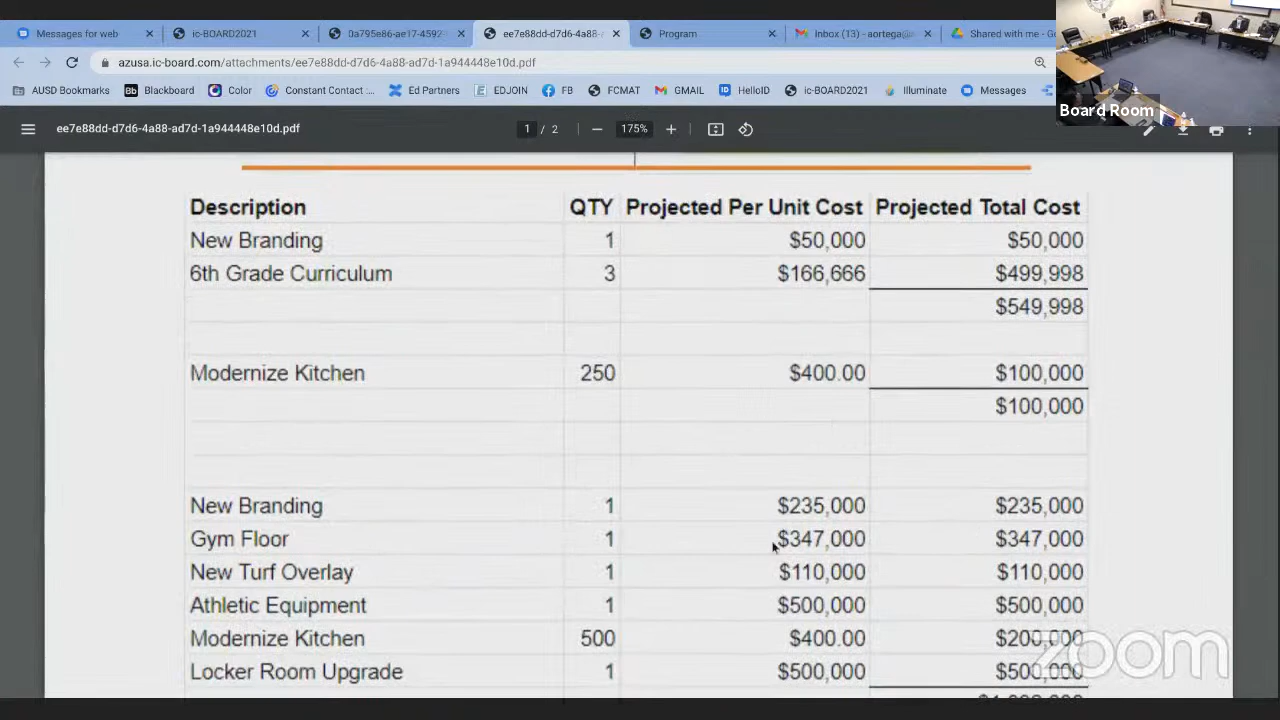 Messages for web
ic-BOARD2021
0a795e86-ae17-4592-
ee7e88dd-d7d6-4a88-
Program
Inbox (13) - aortega@
Shared with me - Go
azusa.ic-board.com/attachments/ee7e88dd-d7d6-4a88-ad7d-1a944448e10d.pdf
AUSD Bookmarks Bb Blackboard Color Constant Contact... Ed Partners EDJOIN FB FCMAT GMAIL HelloID ic-BOARD2021 Illuminate Messages
Board Room
ee7e88dd-d7d6-4a88-ad7d-1a944448e10d.pdf 1 / 2 175%
Description QTY Projected Per Unit Cost Projected Total Cost
New Branding 1 $50,000 $50,000
6th Grade Curriculum 3 $166,666 $499,998
$549,998
Modernize Kitchen 250 $400.00 $100,000
$100,000
New Branding 1 $235,000 $235,000
Gym Floor 1 $347,000 $347,000
New Turf Overlay 1 $110,000 $110,000
Athletic Equipment 1 $500,000 $500,000
Modernize Kitchen 500 $400.00 $200,000
Locker Room Upgrade 1 $500,000 $500,000
zoom